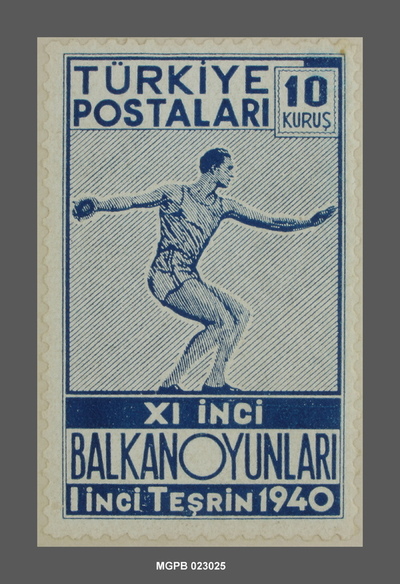 TÜRKİYE
POSTALARI
10
KURUŞ
XI İNCİ
BALKAN OYUNLARI
I İNCİ TEŞRİN 1940
MGPB 023025